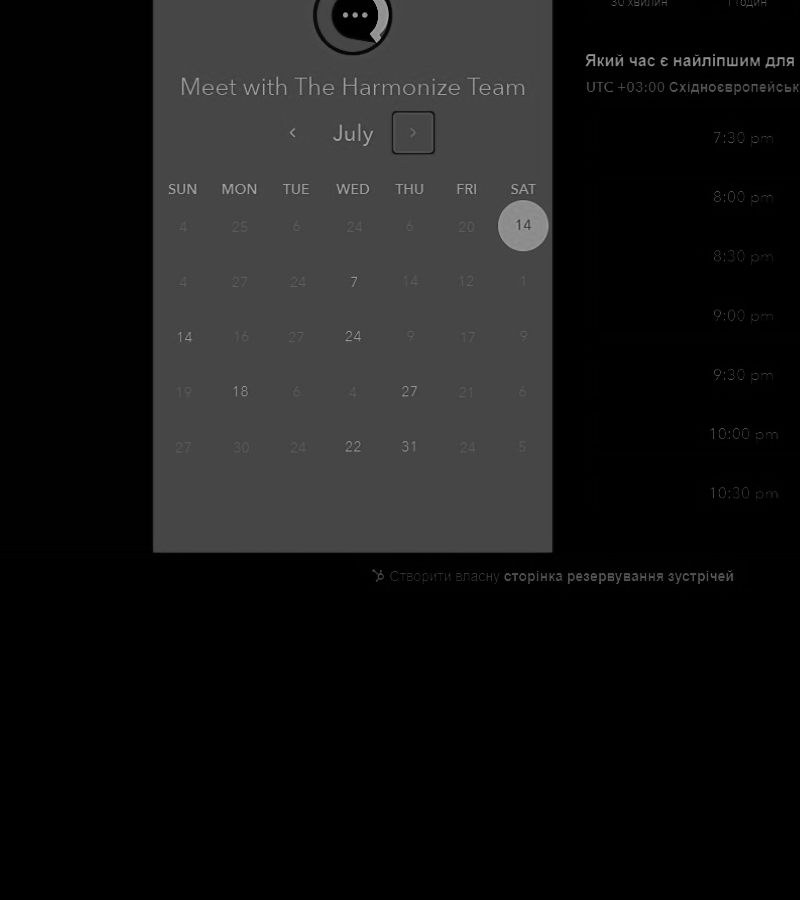 30 хвилин 1 годин
Meet with The Harmonize Team
July
SUN MON TUE WED THU FRI SAT
4 25 6 24 6 20 14
4 27 24 7 14 12 1
14 16 27 24 9 17 9
19 18 6 4 27 21 6
27 30 24 22 31 24 5
Який час є найліпшим для
UTC +03:00 Східноєвропейськ
7:30 pm
8:00 pm
8:30 pm
9:00 pm
9:30 pm
10:00 pm
10:30 pm
Створити власну сторінка резервування зустрічей